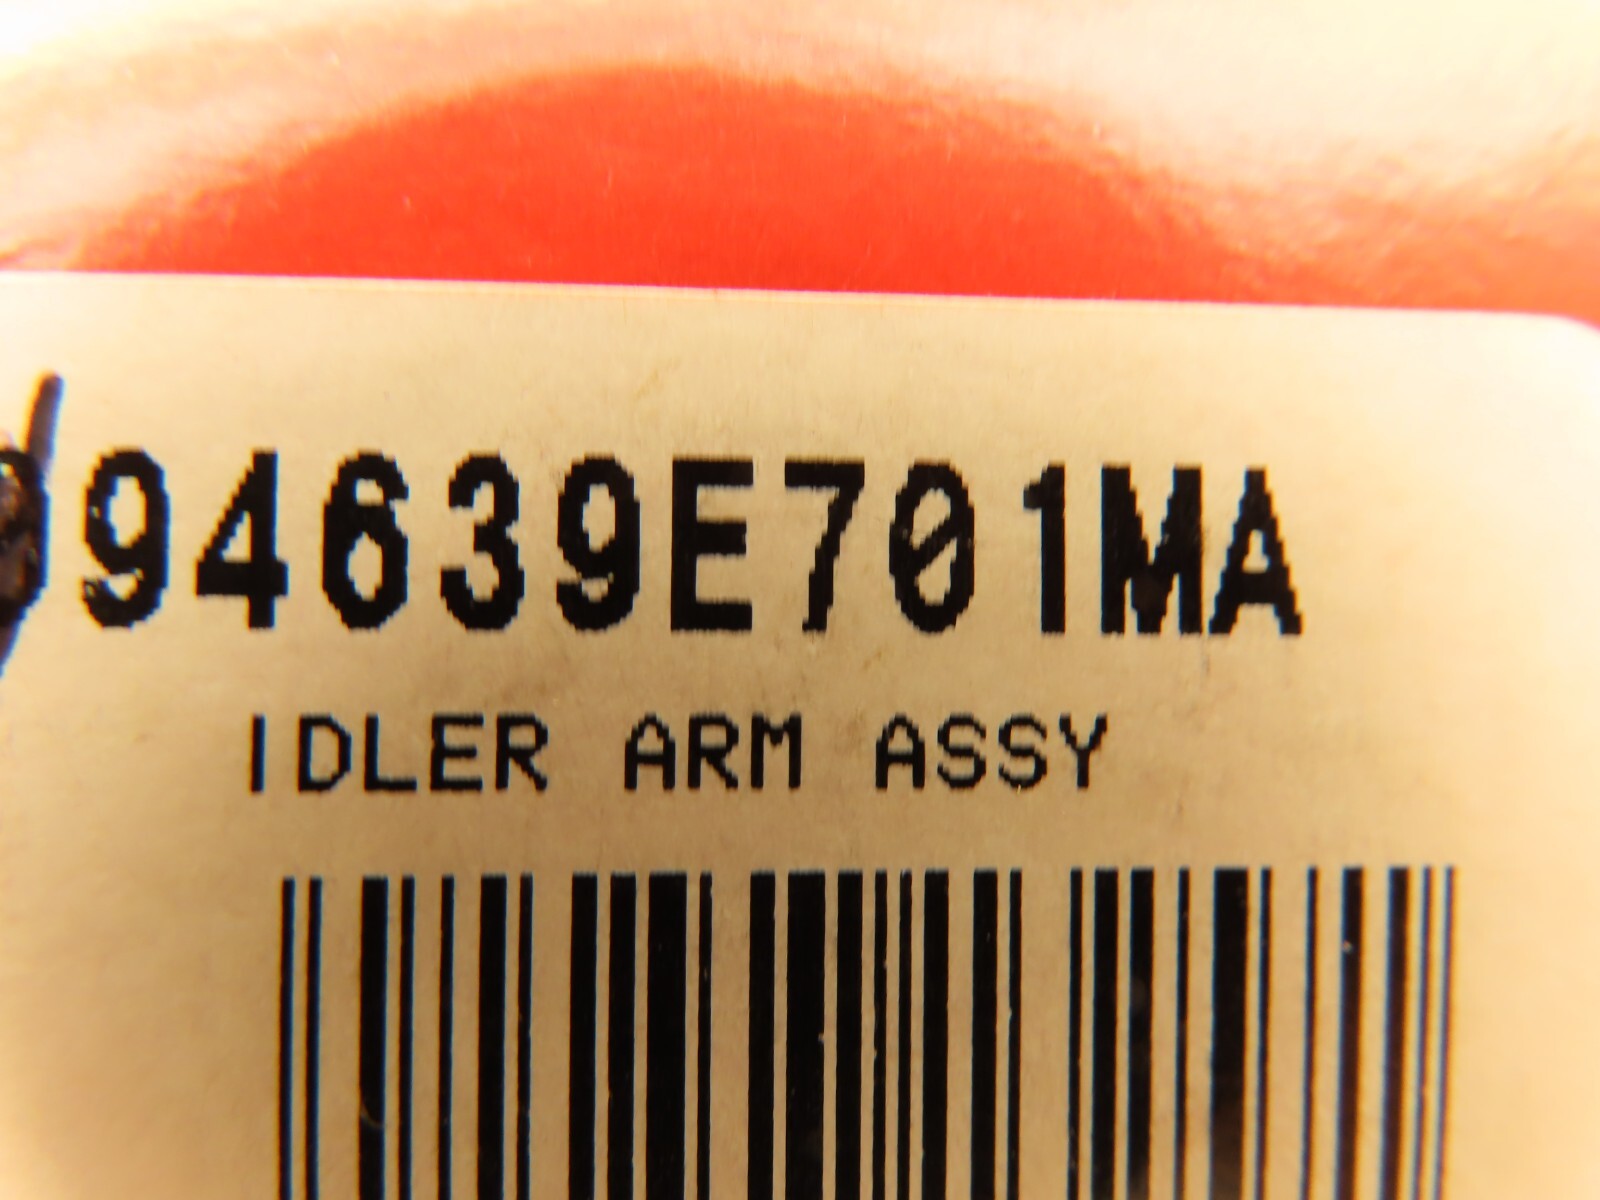 94639E701MA
IDLER ARM ASSY